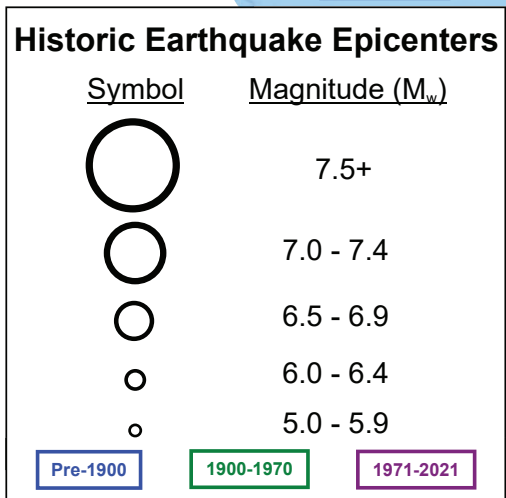 Historic Earthquake Epicenters
Symbol Magnitude (Mw)
7.5+
7.0 - 7.4
6.5 - 6.9
6.0 - 6.4
5.0 - 5.9
Pre-1900 1900-1970 1971-2021